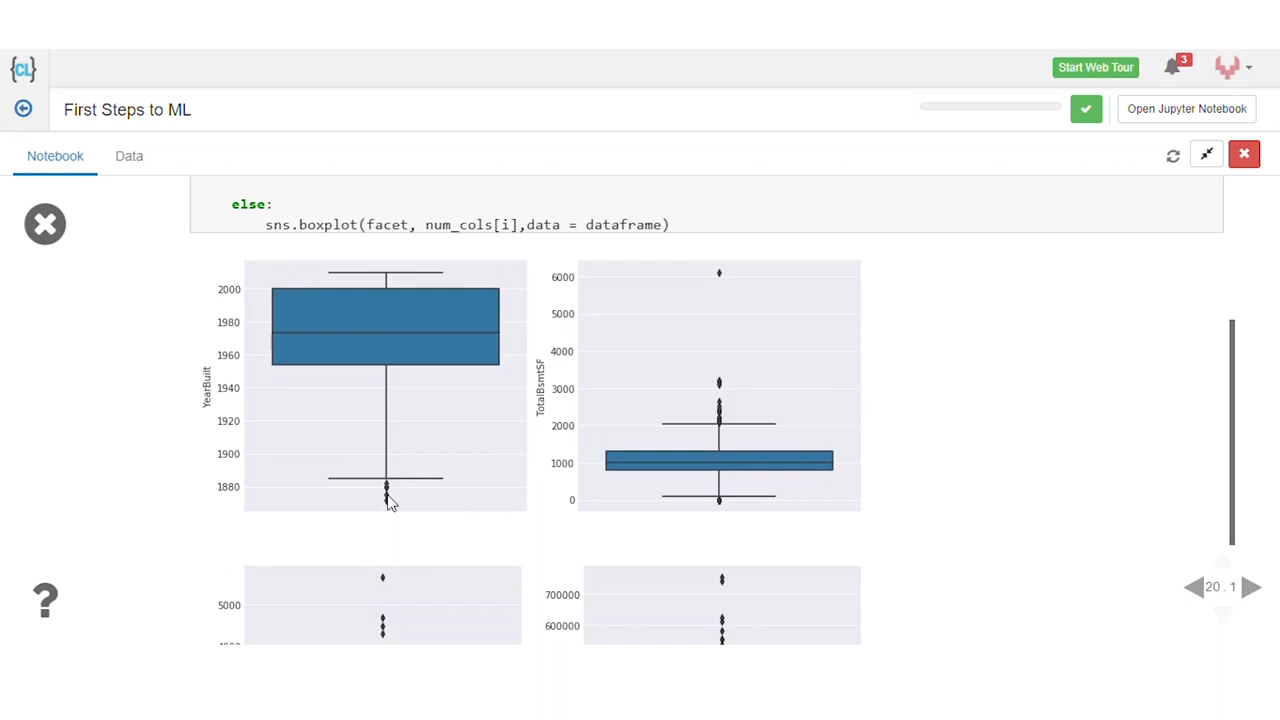 {CL}
Start Web Tour
3
First Steps to ML
Open Jupyter Notebook
Notebook
Data
else:
sns.boxplot(facet, num_cols[i],data = dataframe)
2000
1980
1960
1940
1920
1900
1880
YearBuilt
6000
5000
4000
3000
2000
1000
0
TotalBsmtSF
5000
700000
600000
20 . 1